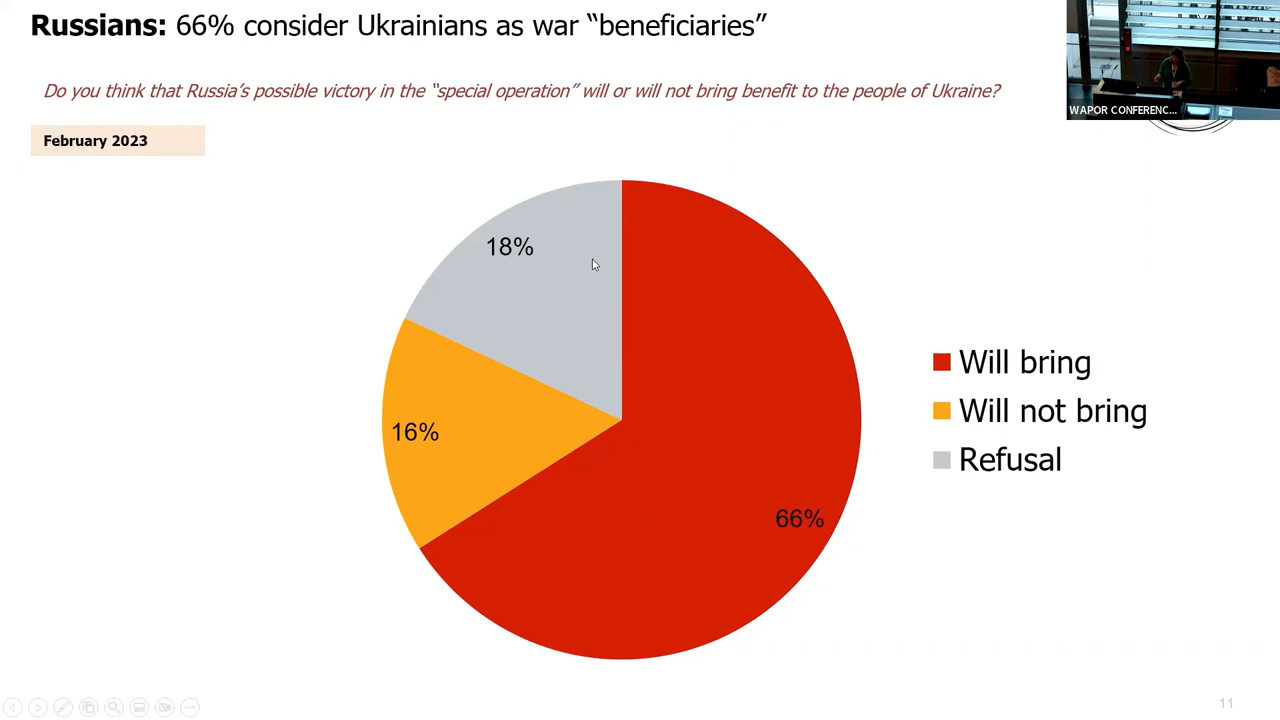 Russians: 66% consider Ukrainians as war “beneficiaries”
Do you think that Russia’s possible victory in the “special operation” will or will not bring benefit to the people of Ukraine?
WAPOR CONFERENC...
February 2023
18%
16%
66%
Will bring
Will not bring
Refusal
11